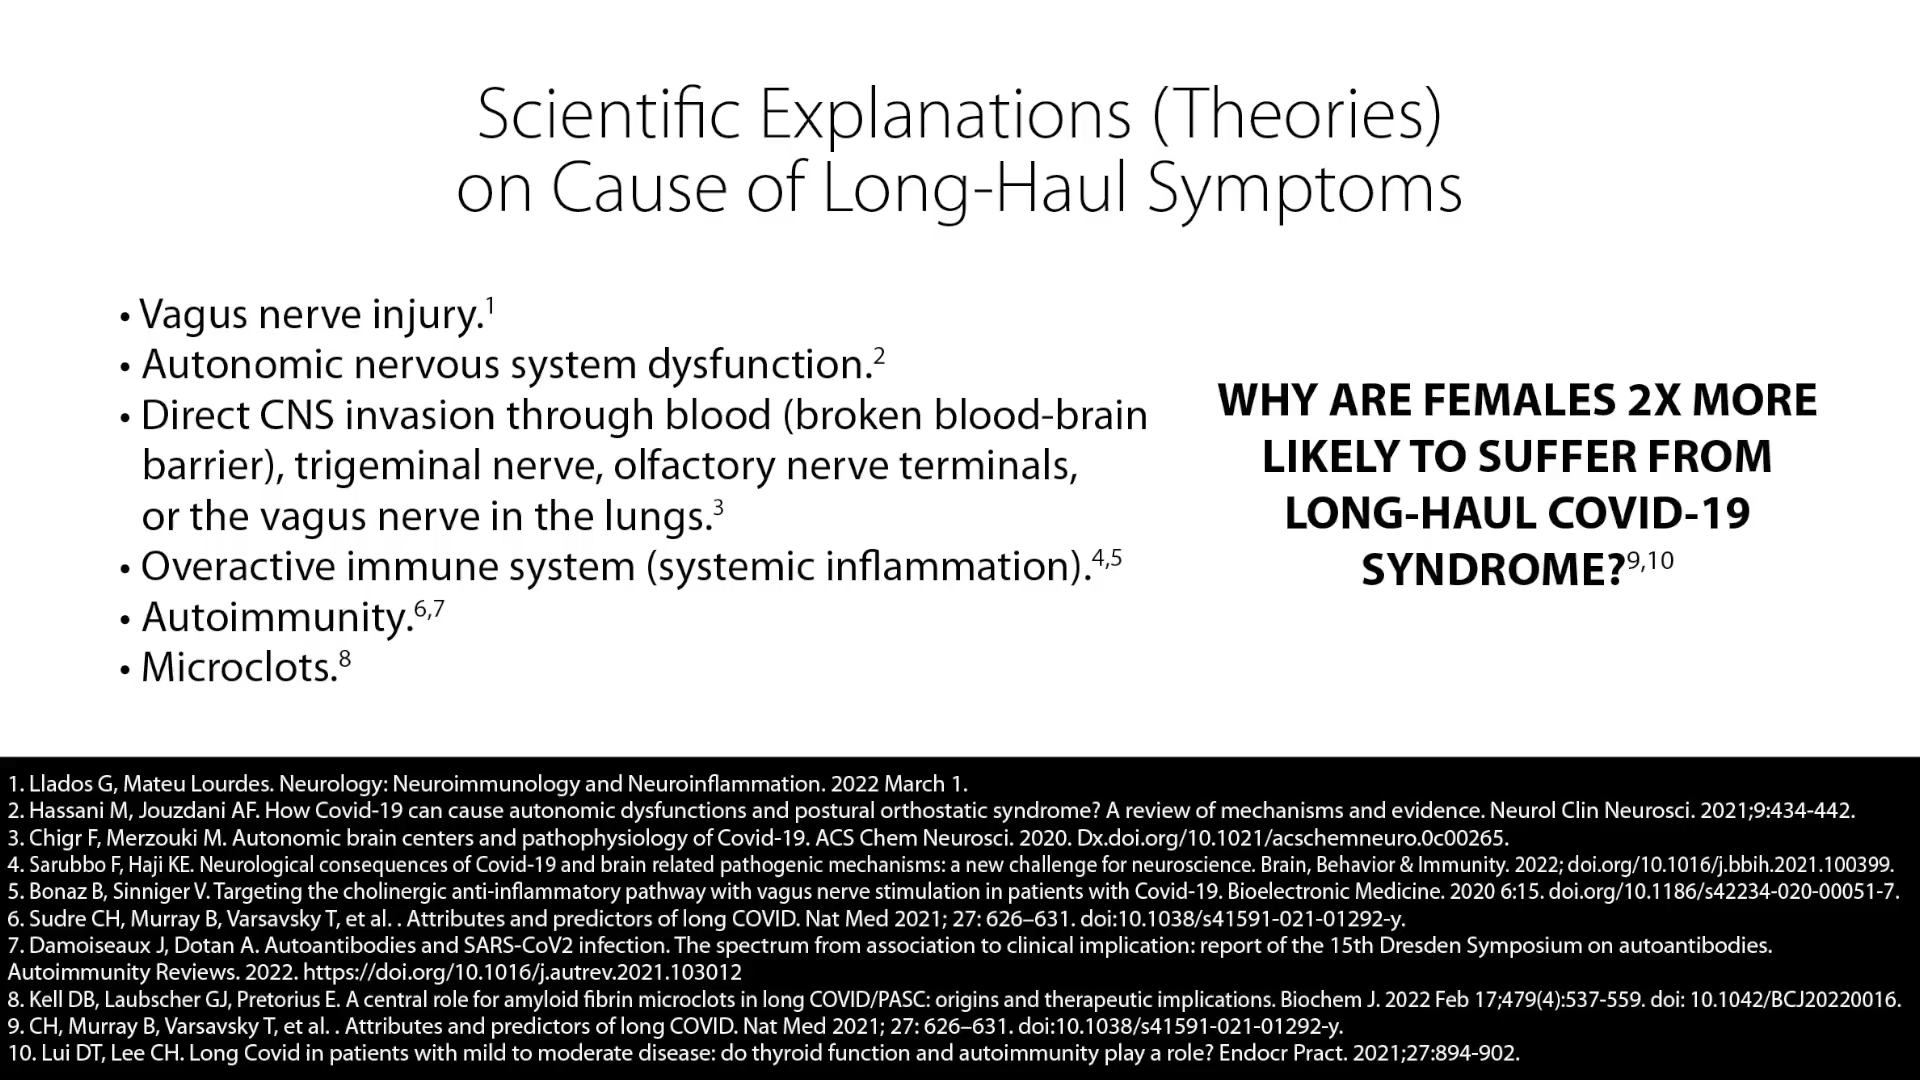 Scientific Explanations (Theories)
on Cause of Long-Haul Symptoms
• Vagus nerve injury.1
• Autonomic nervous system dysfunction.2
• Direct CNS invasion through blood (broken blood-brain
barrier), trigeminal nerve, olfactory nerve terminals,
or the vagus nerve in the lungs.3
• Overactive immune system (systemic inflammation).4,5
• Autoimmunity.6,7
• Microclots.8
WHY ARE FEMALES 2X MORE
LIKELY TO SUFFER FROM
LONG-HAUL COVID-19
SYNDROME?9,10
1. Llados G, Mateu Lourdes. Neurology: Neuroimmunology and Neuroinflammation. 2022 March 1.
2. Hassani M, Jouzdani AF. How Covid-19 can cause autonomic dysfunctions and postural orthostatic syndrome? A review of mechanisms and evidence. Neurol Clin Neurosci. 2021;9:434-442.
3. Chigr F, Merzouki M. Autonomic brain centers and pathophysiology of Covid-19. ACS Chem Neurosci. 2020. Dx.doi.org/10.1021/acschemneuro.0c00265.
4. Sarubbo F, Haji KE. Neurological consequences of Covid-19 and brain related pathogenic mechanisms: a new challenge for neuroscience. Brain, Behavior & Immunity. 2022; doi.org/10.1016/j.bbih.2021.100399.
5. Bonaz B, Sinniger V. Targeting the cholinergic anti-inflammatory pathway with vagus nerve stimulation in patients with Covid-19. Bioelectronic Medicine. 2020 6:15. doi.org/10.1186/s42234-020-00051-7.
6. Sudre CH, Murray B, Varsavsky T, et al. . Attributes and predictors of long COVID. Nat Med 2021; 27: 626–631. doi:10.1038/s41591-021-01292-y.
7. Damoiseaux J, Dotan A. Autoantibodies and SARS-CoV2 infection. The spectrum from association to clinical implication: report of the 15th Dresden Symposium on autoantibodies.
Autoimmunity Reviews. 2022. https://doi.org/10.1016/j.autrev.2021.103012
8. Kell DB, Laubscher GJ, Pretorius E. A central role for amyloid fibrin microclots in long COVID/PASC: origins and therapeutic implications. Biochem J. 2022 Feb 17;479(4):537-559. doi: 10.1042/BCJ20220016.
9. CH, Murray B, Varsavsky T, et al. . Attributes and predictors of long COVID. Nat Med 2021; 27: 626–631. doi:10.1038/s41591-021-01292-y.
10. Lui DT, Lee CH. Long Covid in patients with mild to moderate disease: do thyroid function and autoimmunity play a role? Endocr Pract. 2021;27:894-902.